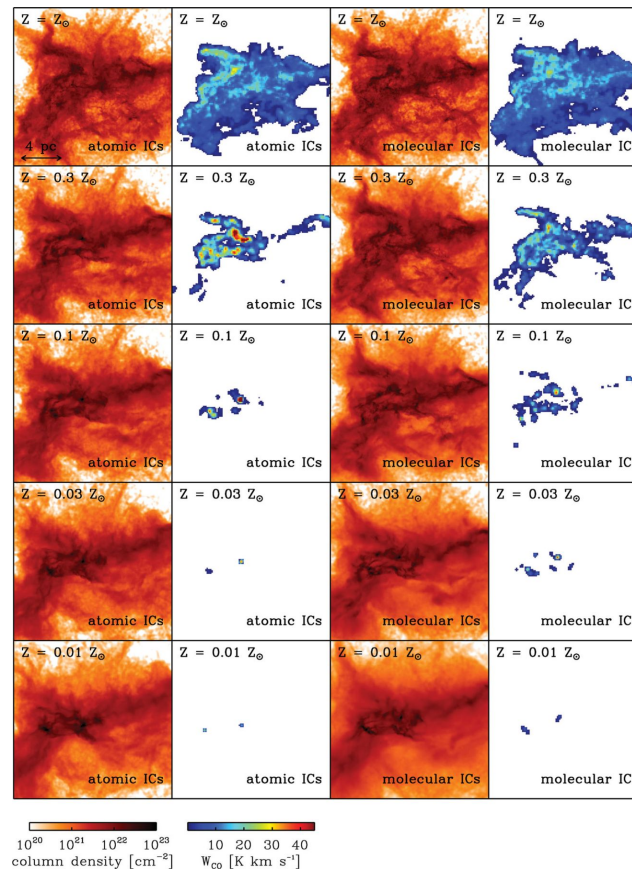 Z = Z⊙ Z = Z⊙ Z = Z⊙ Z = Z⊙
4 pc
atomic ICs atomic ICs molecular ICs molecular IC
Z = 0.3 Z⊙ Z = 0.3 Z = 0.3 Z⊙ Z = 0.3
atomic ICs atomic ICs molecular ICs molecular IC
Z = 0.1 Z⊙ Z = 0.1 Z⊙ Z = 0.1 Z⊙ Z = 0.1
atomic ICs atomic ICs molecular ICs molecular IC
Z = 0.03 Z⊙ Z = 0.03 Z = 0.03 Z⊙ Z = 0.03
atomic ICs atomic ICs molecular ICs molecular IC
Z = 0.01 Z⊙ Z = 0.01 Z⊙ Z = 0.01 Z⊙ Z = 0.01
atomic ICs atomic ICs molecular ICs molecular IC
10²⁰ 10²¹ 10²² 10²³ 10 20 30 40
column density [cm⁻²] W_CO [K km s⁻¹]